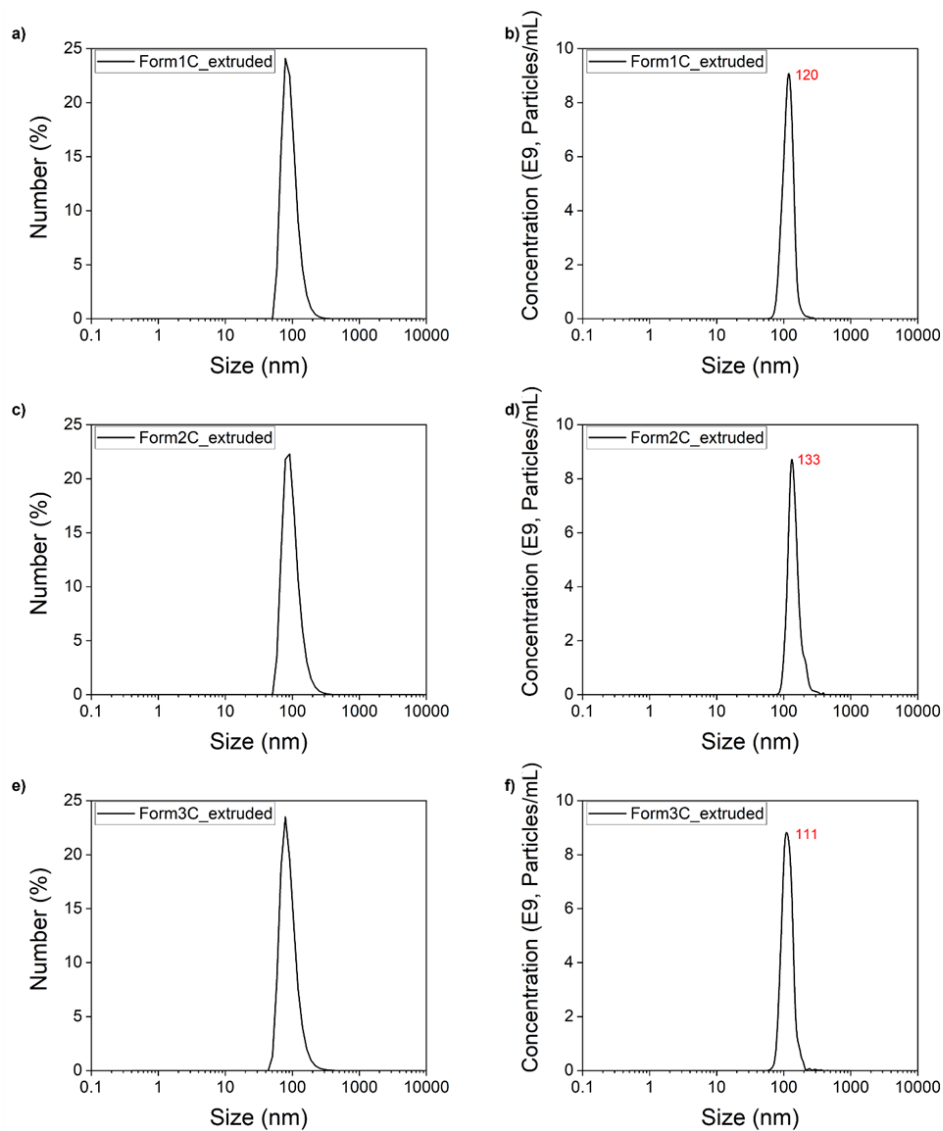 a)
Form1C_extruded
25
20
15
10
5
0
Number (%)
0.1 1 10 100 1000 10000
Size (nm)
b)
Form1C_extruded
120
10
8
6
4
2
0
Concentration (E9, Particles/mL)
0.1 1 10 100 1000 10000
Size (nm)
c)
Form2C_extruded
25
20
15
10
5
0
Number (%)
0.1 1 10 100 1000 10000
Size (nm)
d)
Form2C_extruded
133
10
8
6
4
2
0
Concentration (E9, Particles/mL)
0.1 1 10 100 1000 10000
Size (nm)
e)
Form3C_extruded
25
20
15
10
5
0
Number (%)
0.1 1 10 100 1000 10000
Size (nm)
f)
Form3C_extruded
111
10
8
6
4
2
0
Concentration (E9, Particles/mL)
0.1 1 10 100 1000 10000
Size (nm)